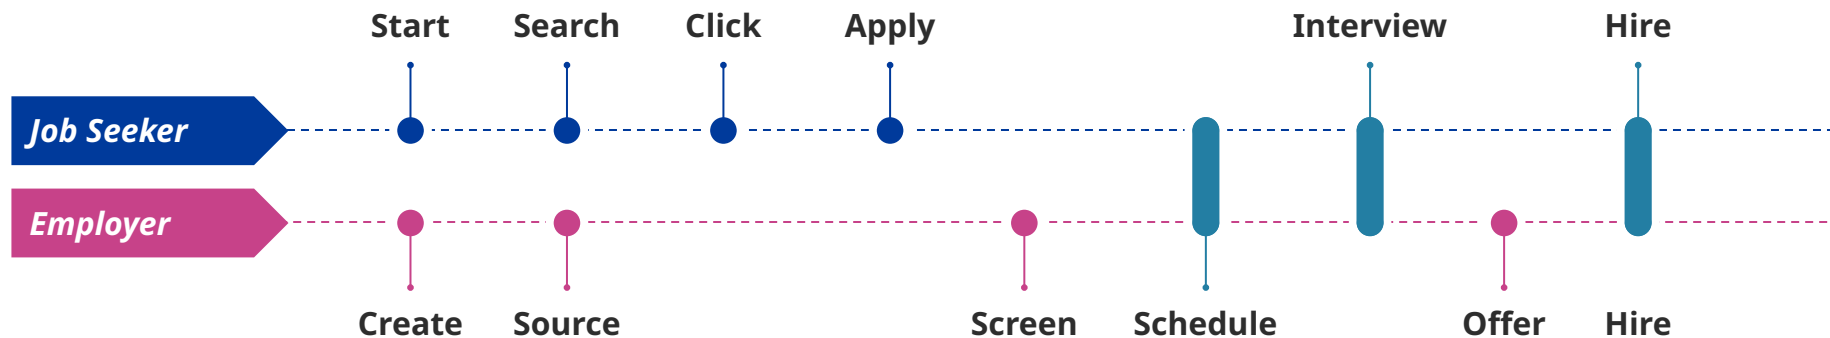 Start Search Click Apply Interview Hire
Job Seeker
Employer
Create Source Screen Schedule Offer Hire